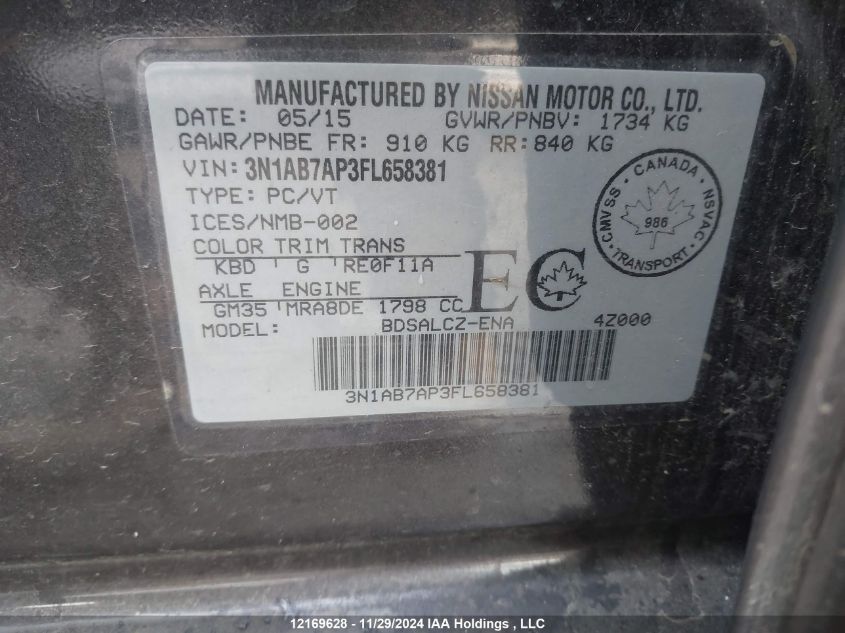 MANUFACTURED BY NISSAN MOTOR CO., LTD.
DATE: 05/15 GVWR/PNBV: 1734 KG
GAWR/PNBE FR: 910 KG RR: 840 KG
VIN: 3N1AB7AP3FL658381
TYPE: PC/VT
ICES/NMB-002
COLOR TRIM TRANS
KBD G RE0F11A
AXLE ENGINE
GM35 MRA8DE 1798 CC
MODEL: BDSALCZ-ENA 4Z000
EC
CMVSS · CANADA · NSVAC · TRANSPORT ·
986
3N1AB7AP3FL658381
12169628 - 11/29/2024 IAA Holdings , LLC